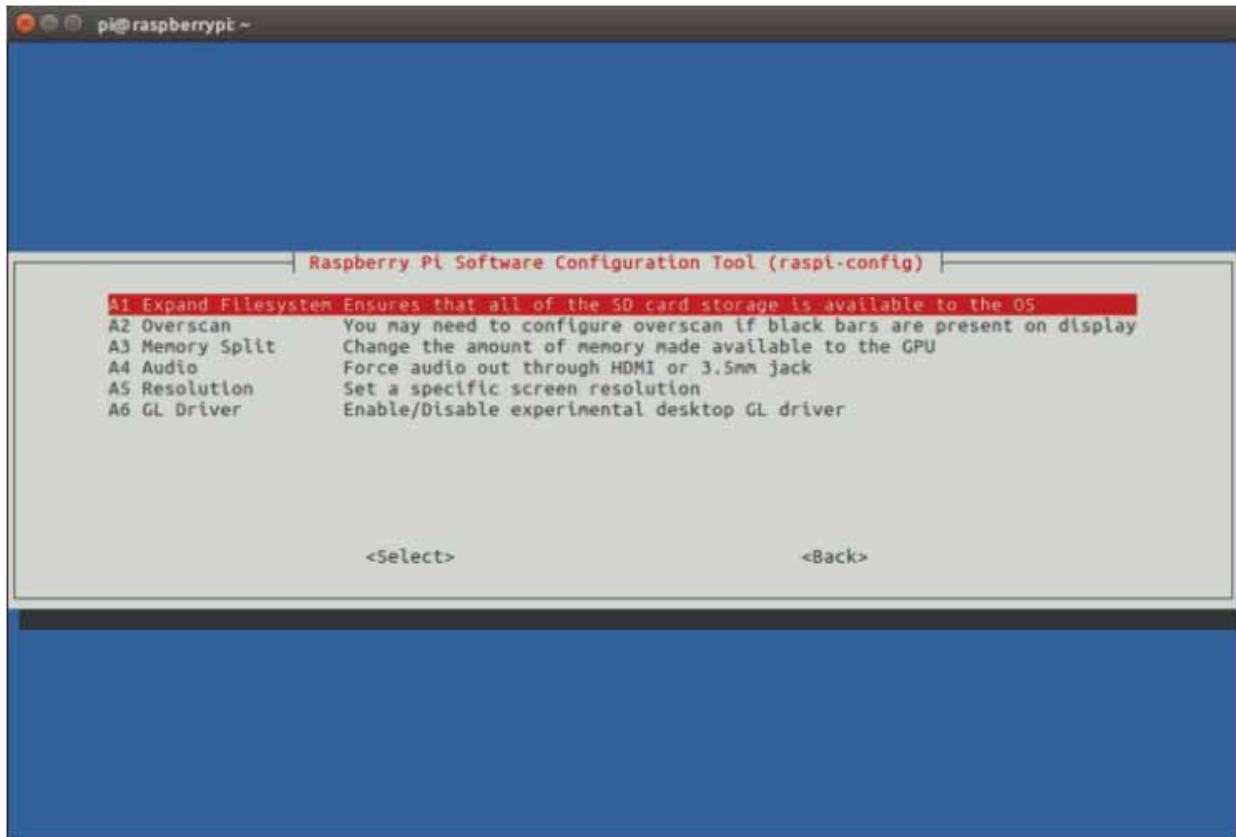 pi@raspberrypi: ~
Raspberry Pi Software Configuration Tool (raspi-config)
A1 Expand Filesystem Ensures that all of the SD card storage is available to the OS
A2 Overscan You may need to configure overscan if black bars are present on display
A3 Memory Split Change the amount of memory made available to the GPU
A4 Audio Force audio out through HDMI or 3.5mm jack
A5 Resolution Set a specific screen resolution
A6 GL Driver Enable/Disable experimental desktop GL driver
<Select> <Back>